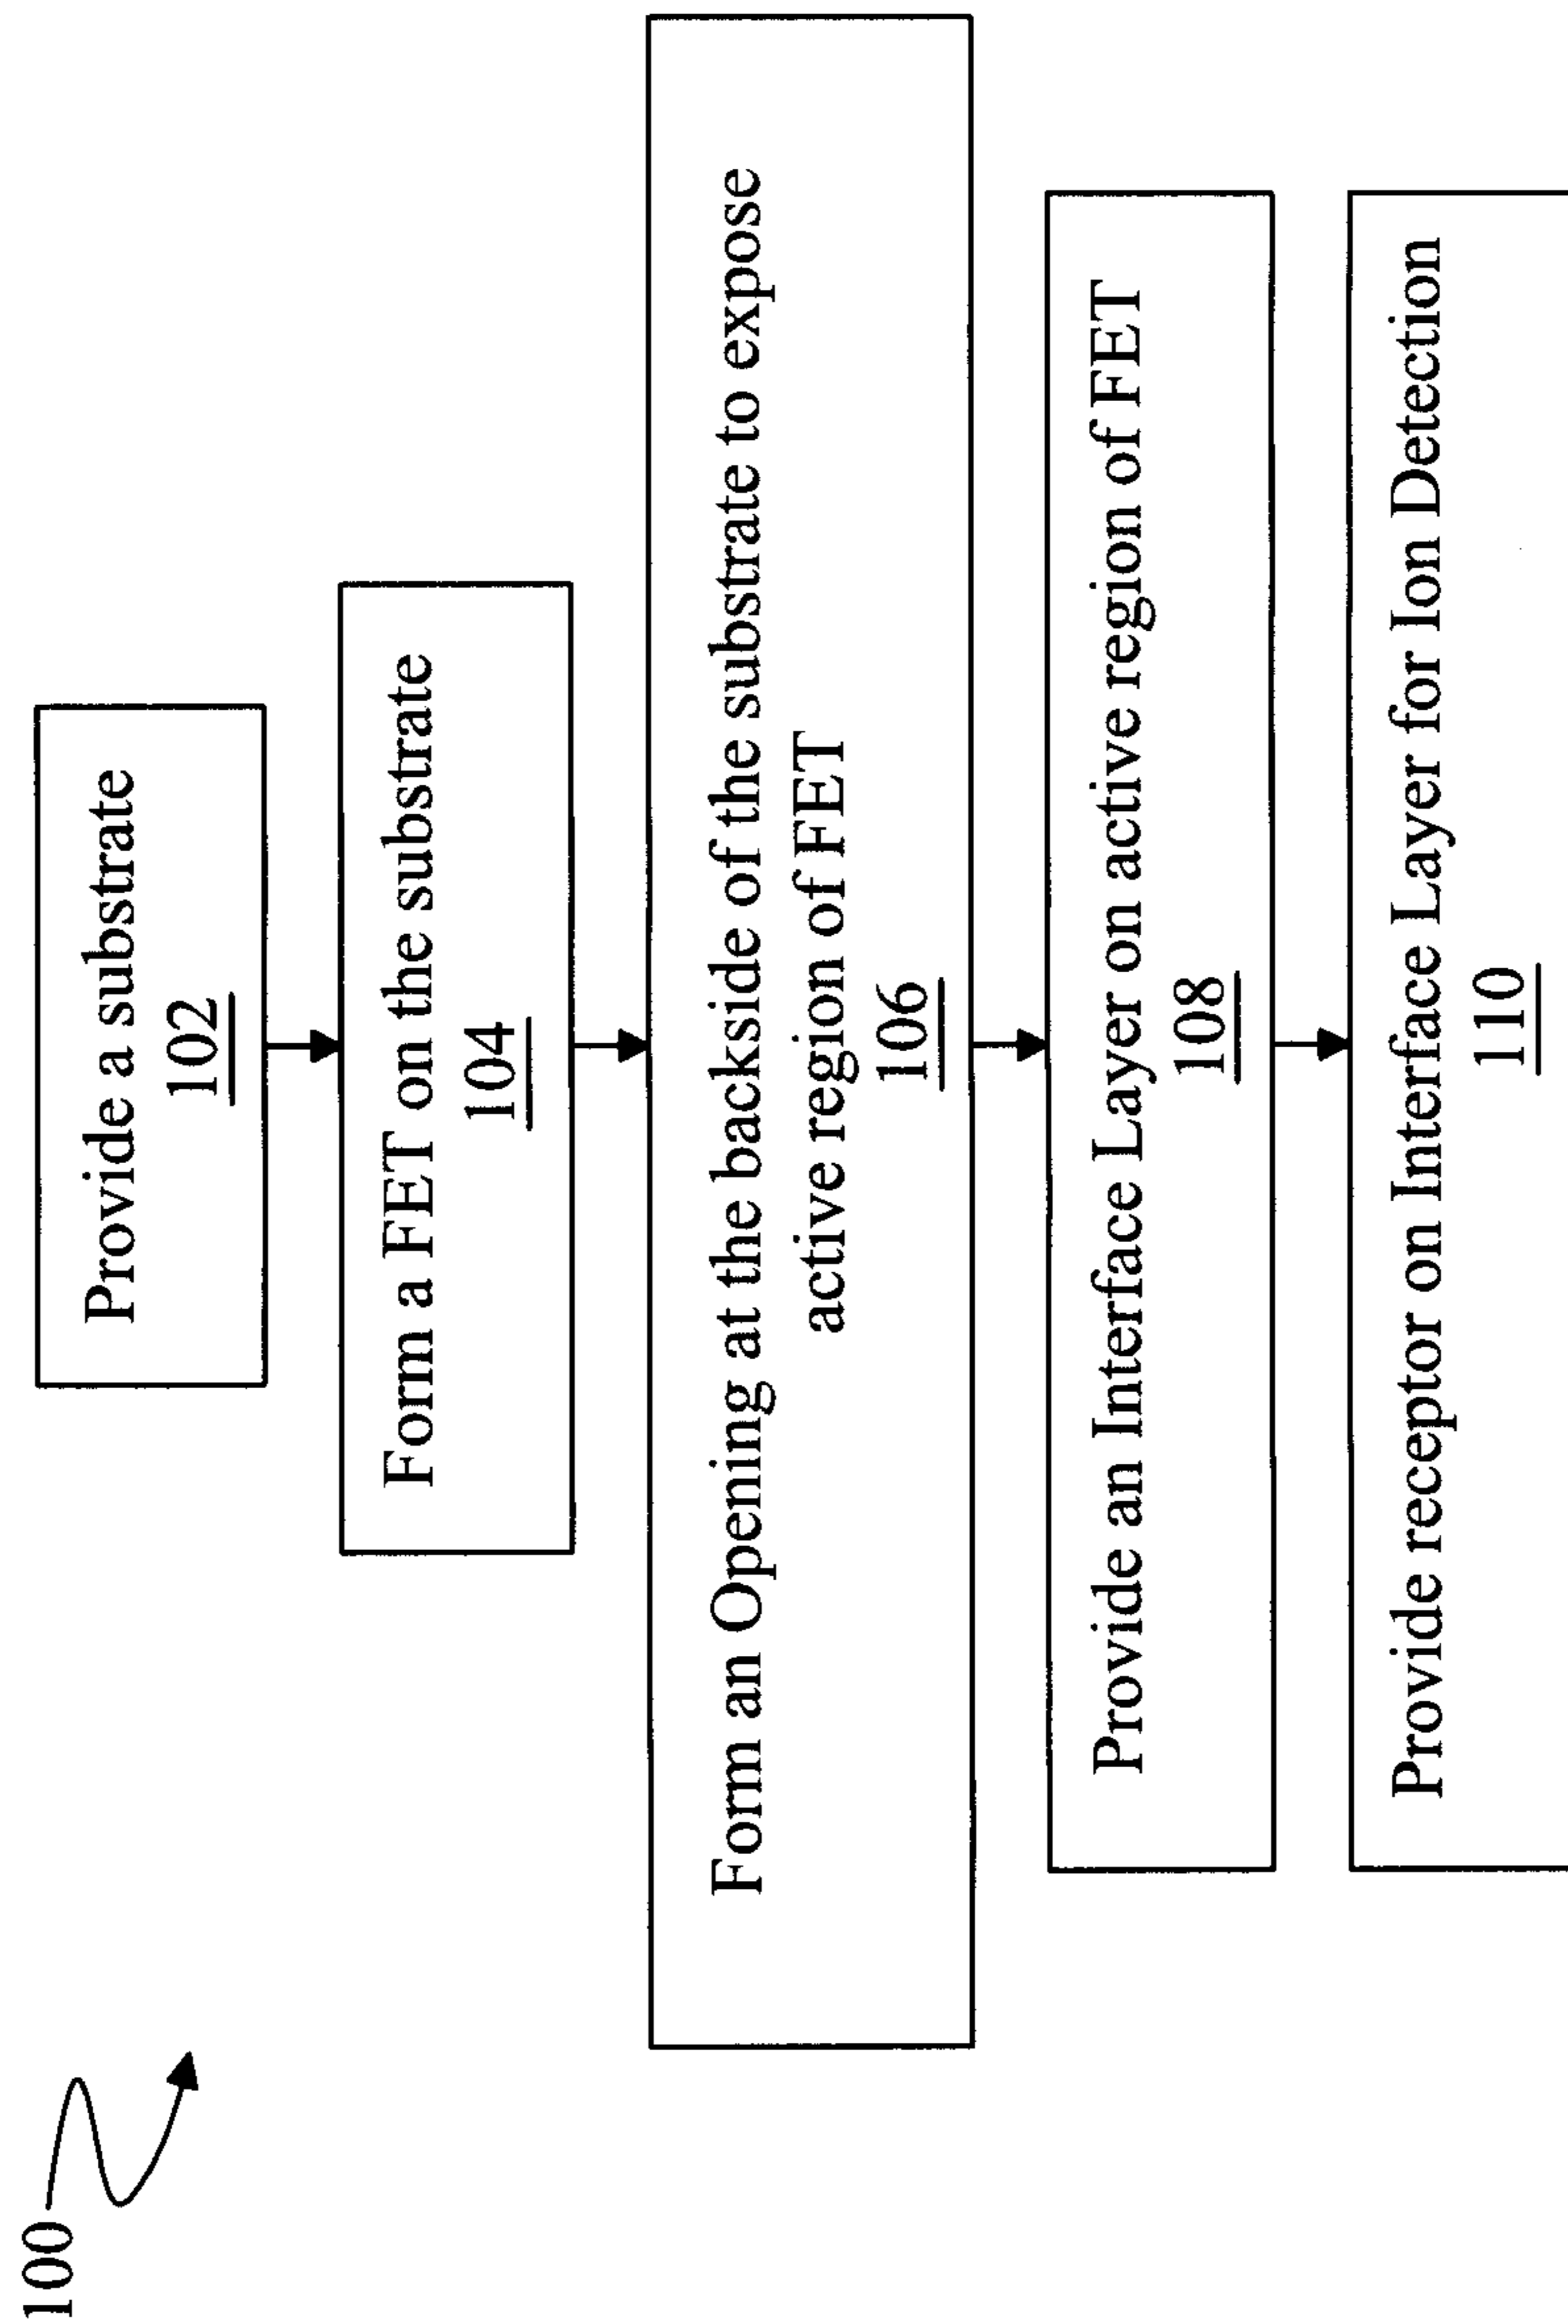 100
Provide a substrate
102
Form a FET on the substrate
104
Form an Opening at the backside of the substrate to expose
active region of FET
106
Provide an Interface Layer on active region of FET
108
Provide receptor on Interface Layer for Ion Detection
110